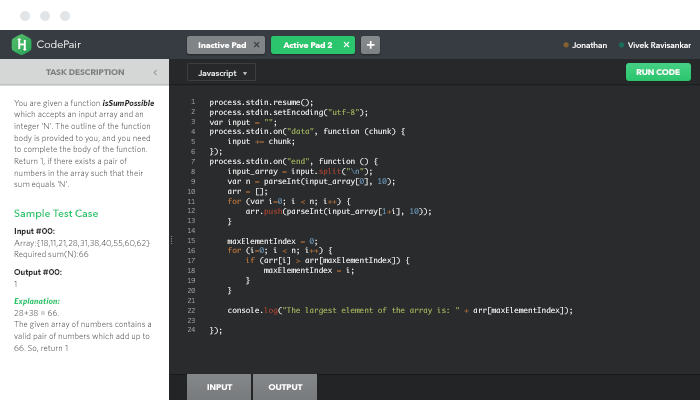 H CodePair
Inactive Pad ×
Active Pad 2 ×
+
Jonathan
Vivek Ravisankar
TASK DESCRIPTION <
Javascript ▾
RUN CODE
You are given a function isSumPossible
which accepts an input array and an
integer 'N'. The outline of the function
body is provided to you, and you need
to complete the body of the function.
Return 1, if there exists a pair of
numbers in the array such that their
sum equals 'N'.
Sample Test Case
Input #00:
Array:{18,11,21,28,31,38,40,55,60,62}
Required sum(N):66
Output #00:
1
Explanation:
28+38 = 66.
The given array of numbers contains a
valid pair of numbers which add up to
66. So, return 1
1 process.stdin.resume();
2 process.stdin.setEncoding("utf-8");
3 var input = "";
4 process.stdin.on("data", function (chunk) {
5 input += chunk;
6 });
7 process.stdin.on("end", function () {
8 input_array = input.split("\n");
9 var n = parseInt(input_array[0], 10);
10 arr = [];
11 for (var i=0; i < n; i++) {
12 arr.push(parseInt(input_array[1+i], 10));
13 }
14
15 maxElementIndex = 0;
16 for (i=0; i < n; i++) {
17 if (arr[i] > arr[maxElementIndex]) {
18 maxElementIndex = i;
19 }
20 }
21
22 console.log("The largest element of the array is: " + arr[maxElementIndex]);
23
24 });
INPUT
OUTPUT